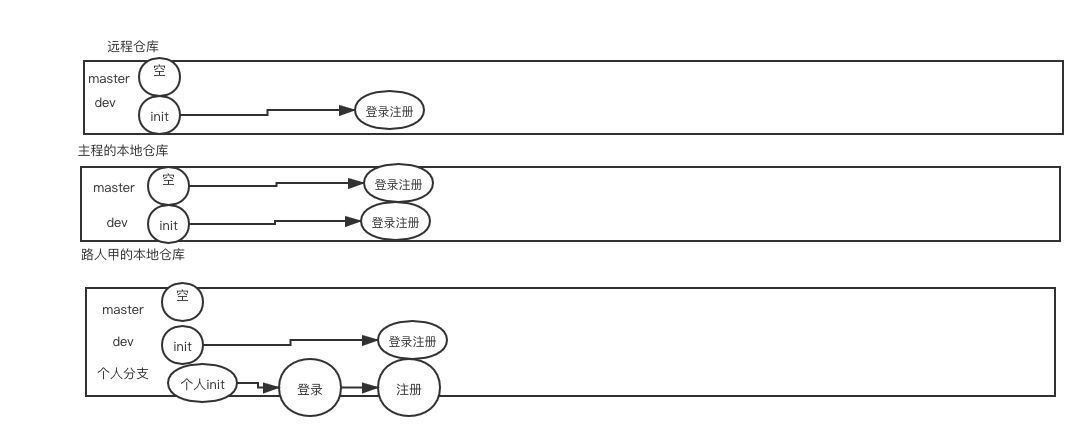 远程仓库
master
空
dev
init
登录注册
主程的本地仓库
master
空
登录注册
dev
init
登录注册
路人甲的本地仓库
master
空
dev
init
登录注册
个人分支
个人init
登录
注册